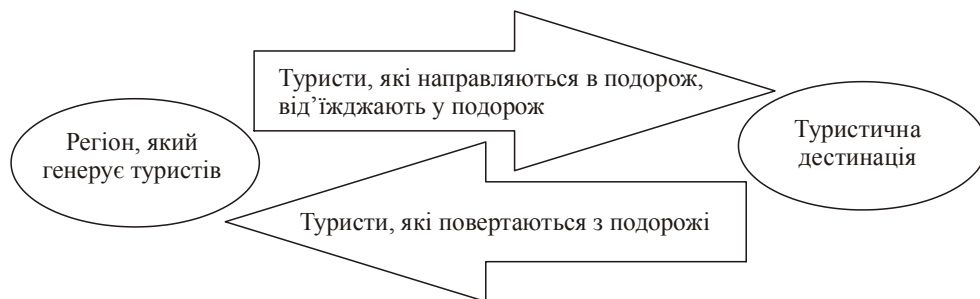 Туристи, які направляються в подорож,
від’їжджають у подорож
Регіон, який
генерує туристів
Туристична
дестинація
Туристи, які повертаються з подорожі